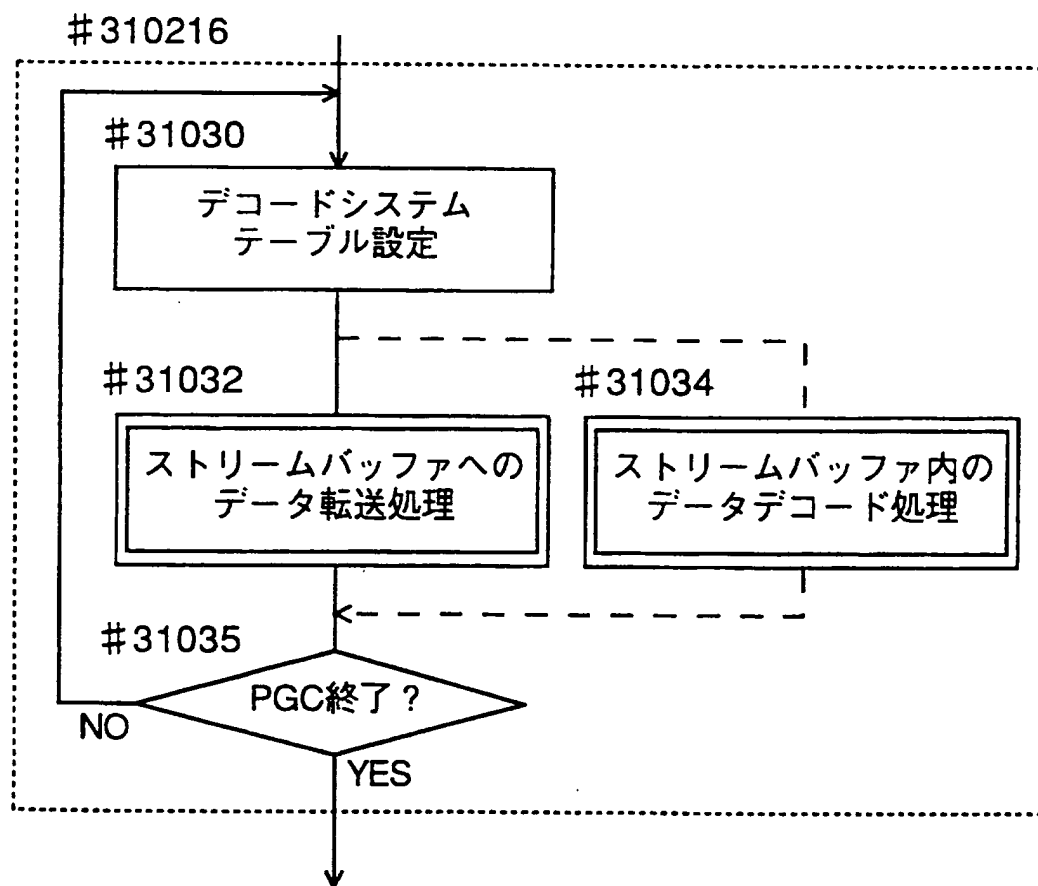 #310216
#31030
デコードシステム
テーブル設定
#31032
ストリームバッファへの
データ転送処理
#31034
ストリームバッファ内の
データデコード処理
#31035
PGC終了?
NO
YES